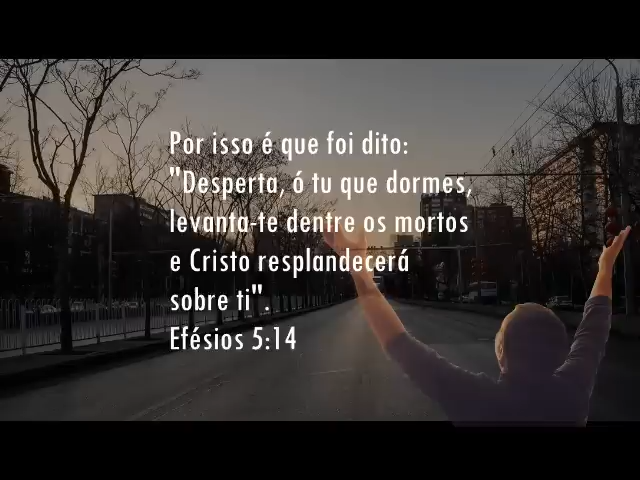 Por isso é que foi dito:
"Desperta, ó tu que dormes,
levanta-te dentre os mortos
e Cristo resplandecerá
sobre ti".
Efésios 5:14